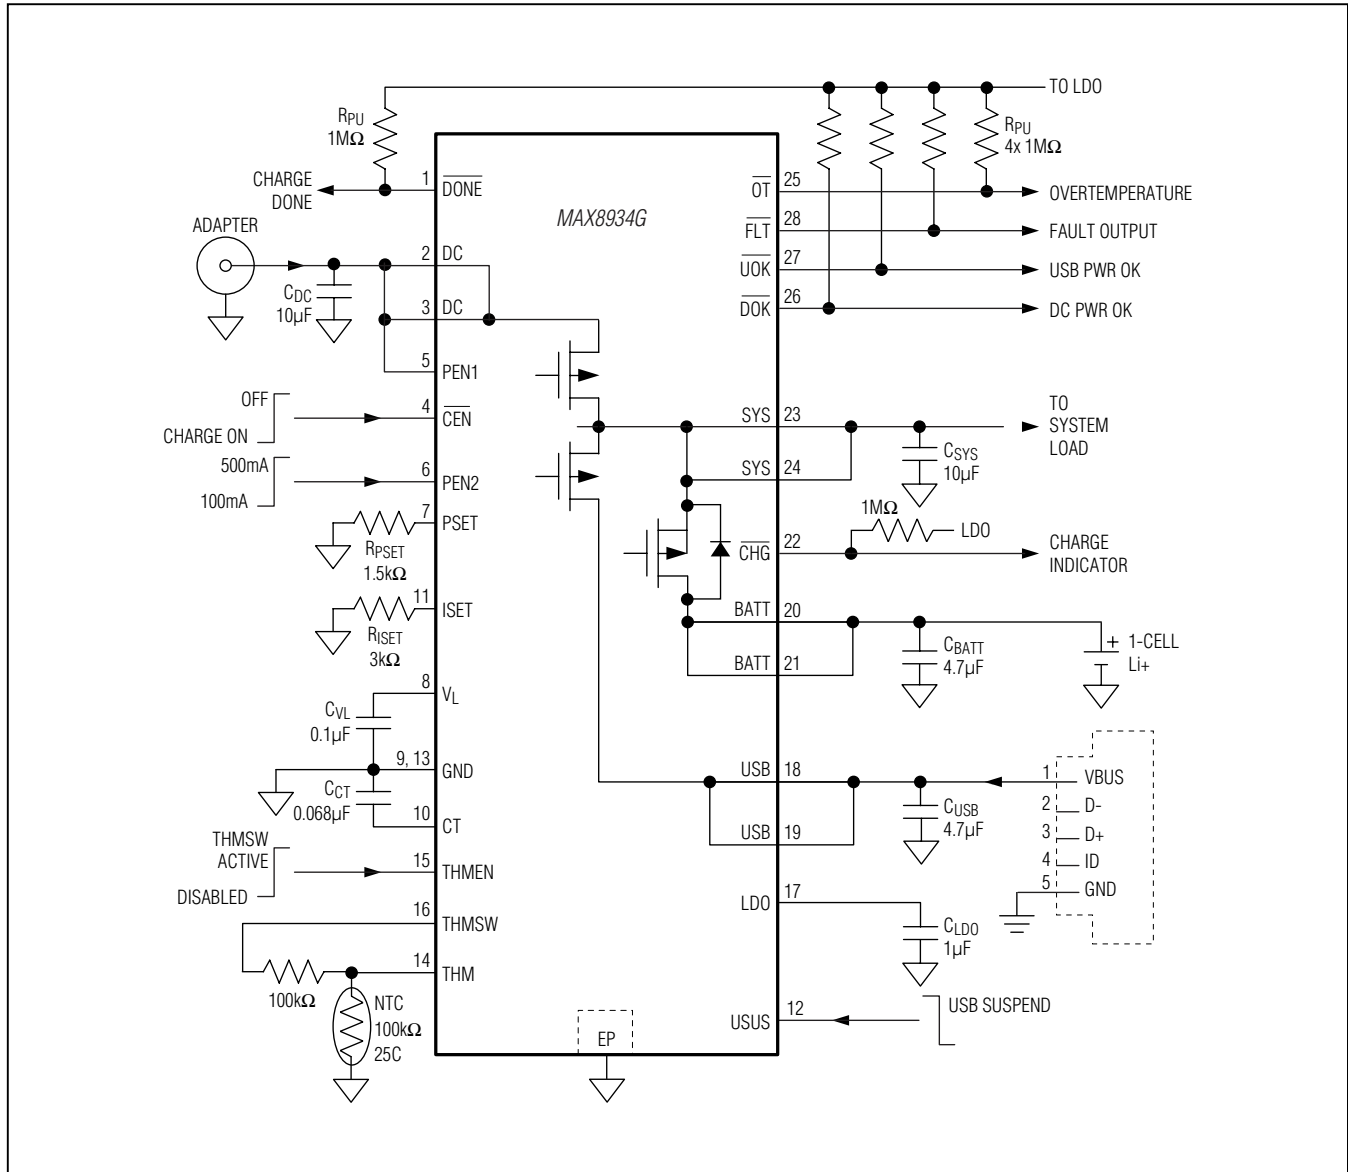 TO LDO
RPU
1MΩ
RPU
4x 1MΩ
CHARGE
DONE
1
DONE
MAX8934G
OT
25
OVERTEMPERATURE
FLT
28
FAULT OUTPUT
UOK
27
USB PWR OK
DOK
26
DC PWR OK
ADAPTER
2
DC
CDC
10µF
3
DC
5
PEN1
OFF
CHARGE ON
4
CEN
500mA
100mA
6
PEN2
7
PSET
RPSET
1.5kΩ
11
ISET
RISET
3kΩ
8
VL
CVL
0.1µF
9, 13
GND
CCT
0.068µF
10
CT
THMSW
ACTIVE
DISABLED
15
THMEN
16
THMSW
14
THM
100kΩ
NTC
100kΩ
25C
EP
SYS
23
TO
SYSTEM
LOAD
SYS
24
CSYS
10µF
1MΩ
LDO
CHG
22
CHARGE
INDICATOR
BATT
20
BATT
21
CBATT
4.7µF
+
1-CELL
Li+
USB
18
USB
19
CUSB
4.7µF
1
VBUS
2
D-
3
D+
4
ID
5
GND
LDO
17
CLDO
1µF
USUS
12
USB SUSPEND